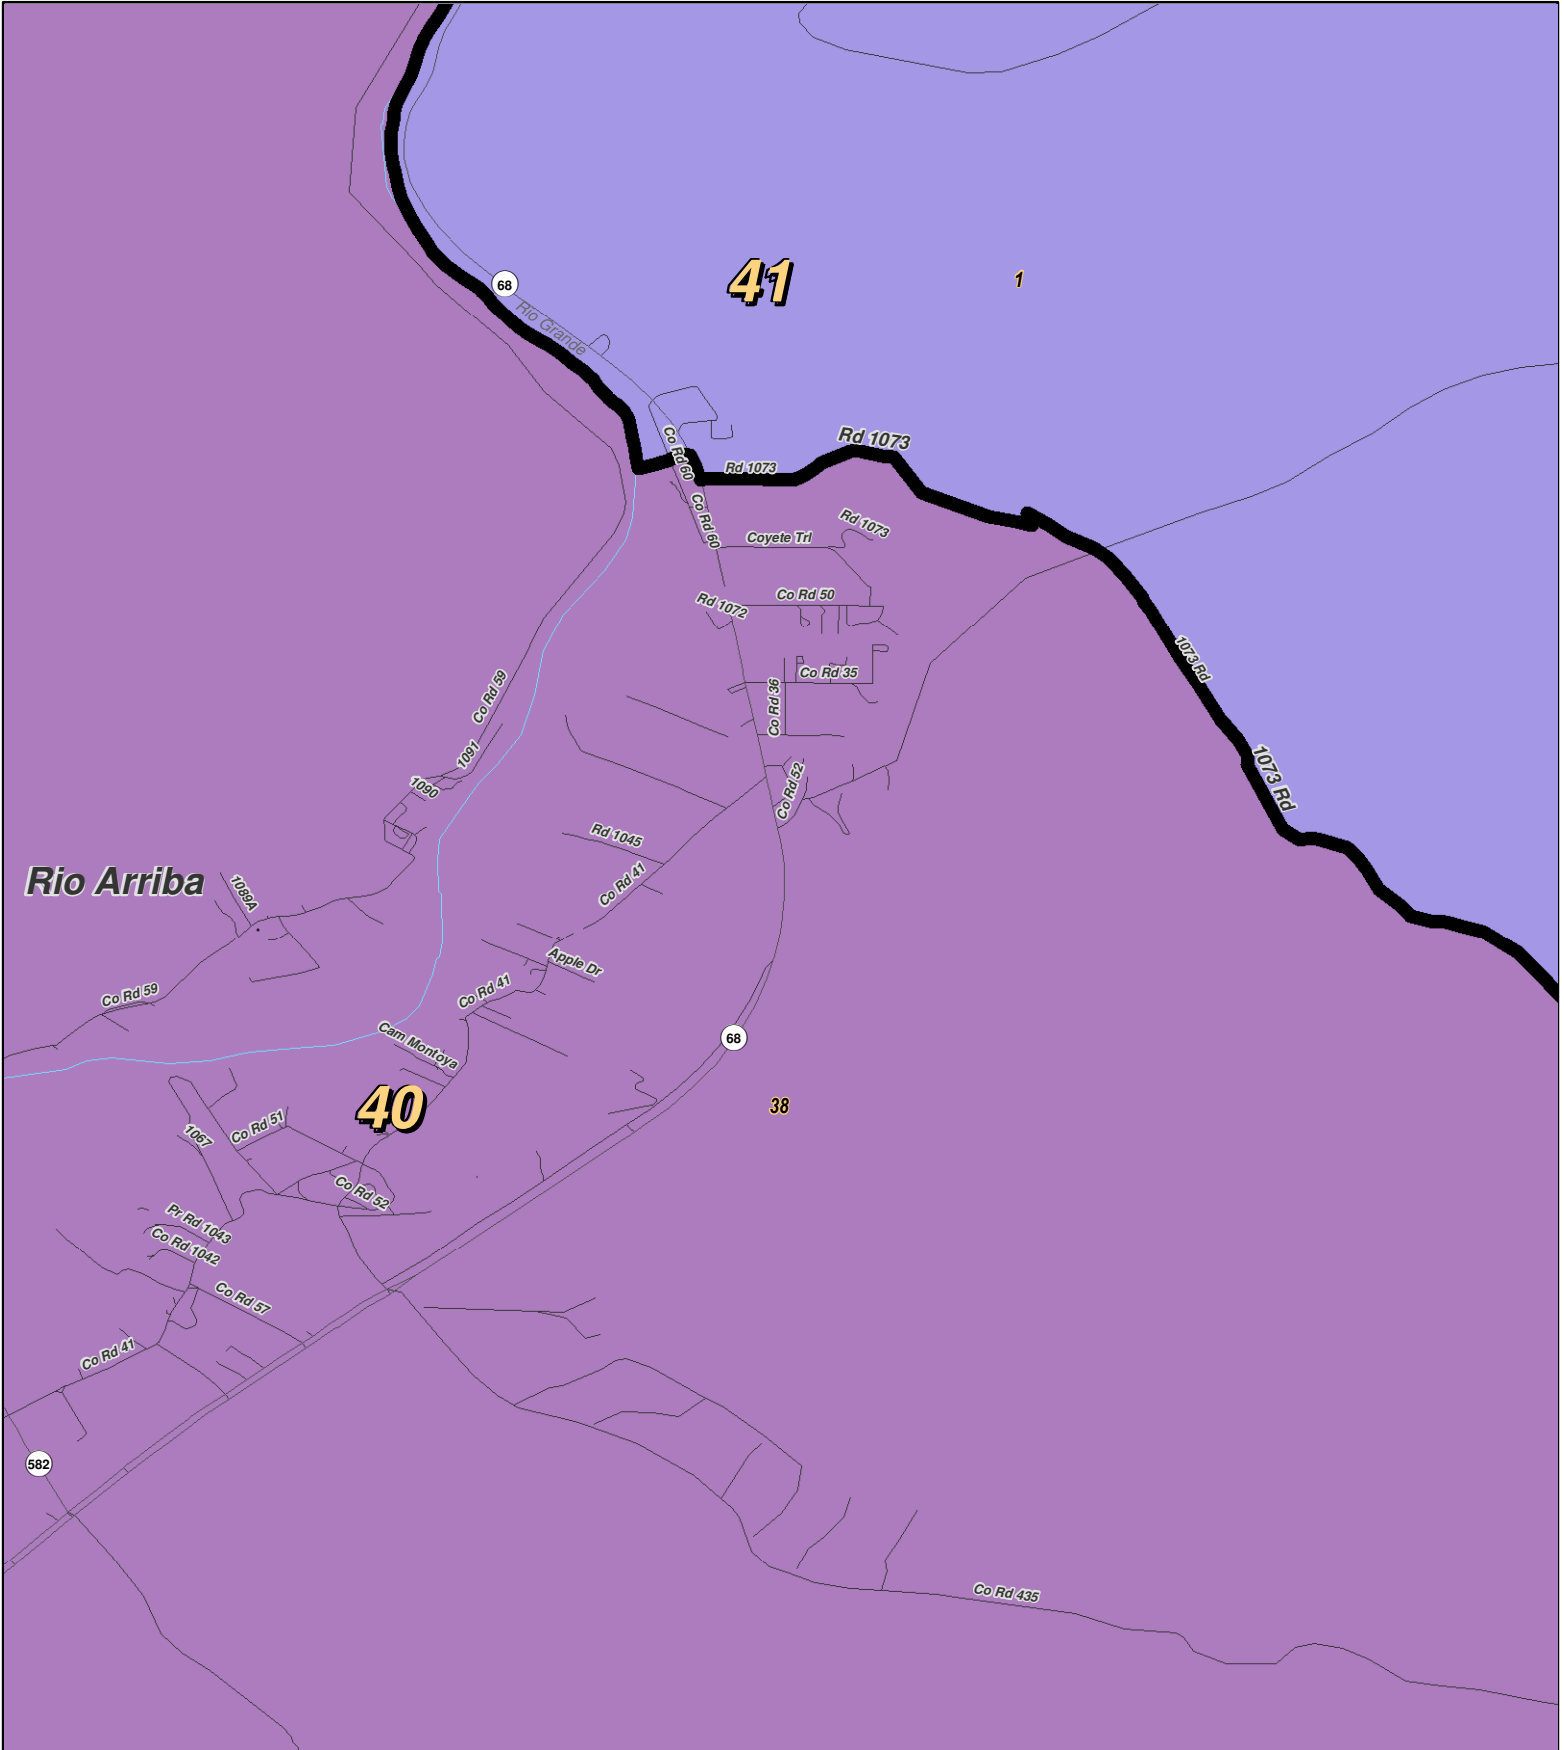 41
1
68
Rio Grande
Rd 1073
Co Rd 60
Rd 1073
Co Rd 60
Rd 1073
Coyete Trl
Co Rd 50
Rd 1072
1073 Rd
Co Rd 35
Co Rd 59
Co Rd 36
1091
1090
Co Rd 52
1073 Rd
Rd 1045
Rio Arriba
1089A
Co Rd 41
Apple Dr
Co Rd 59
Co Rd 41
68
Cam Montoya
40
38
1067
Co Rd 51
Co Rd 52
Pr Rd 1043
Co Rd 1042
Co Rd 57
Co Rd 41
582
Co Rd 435